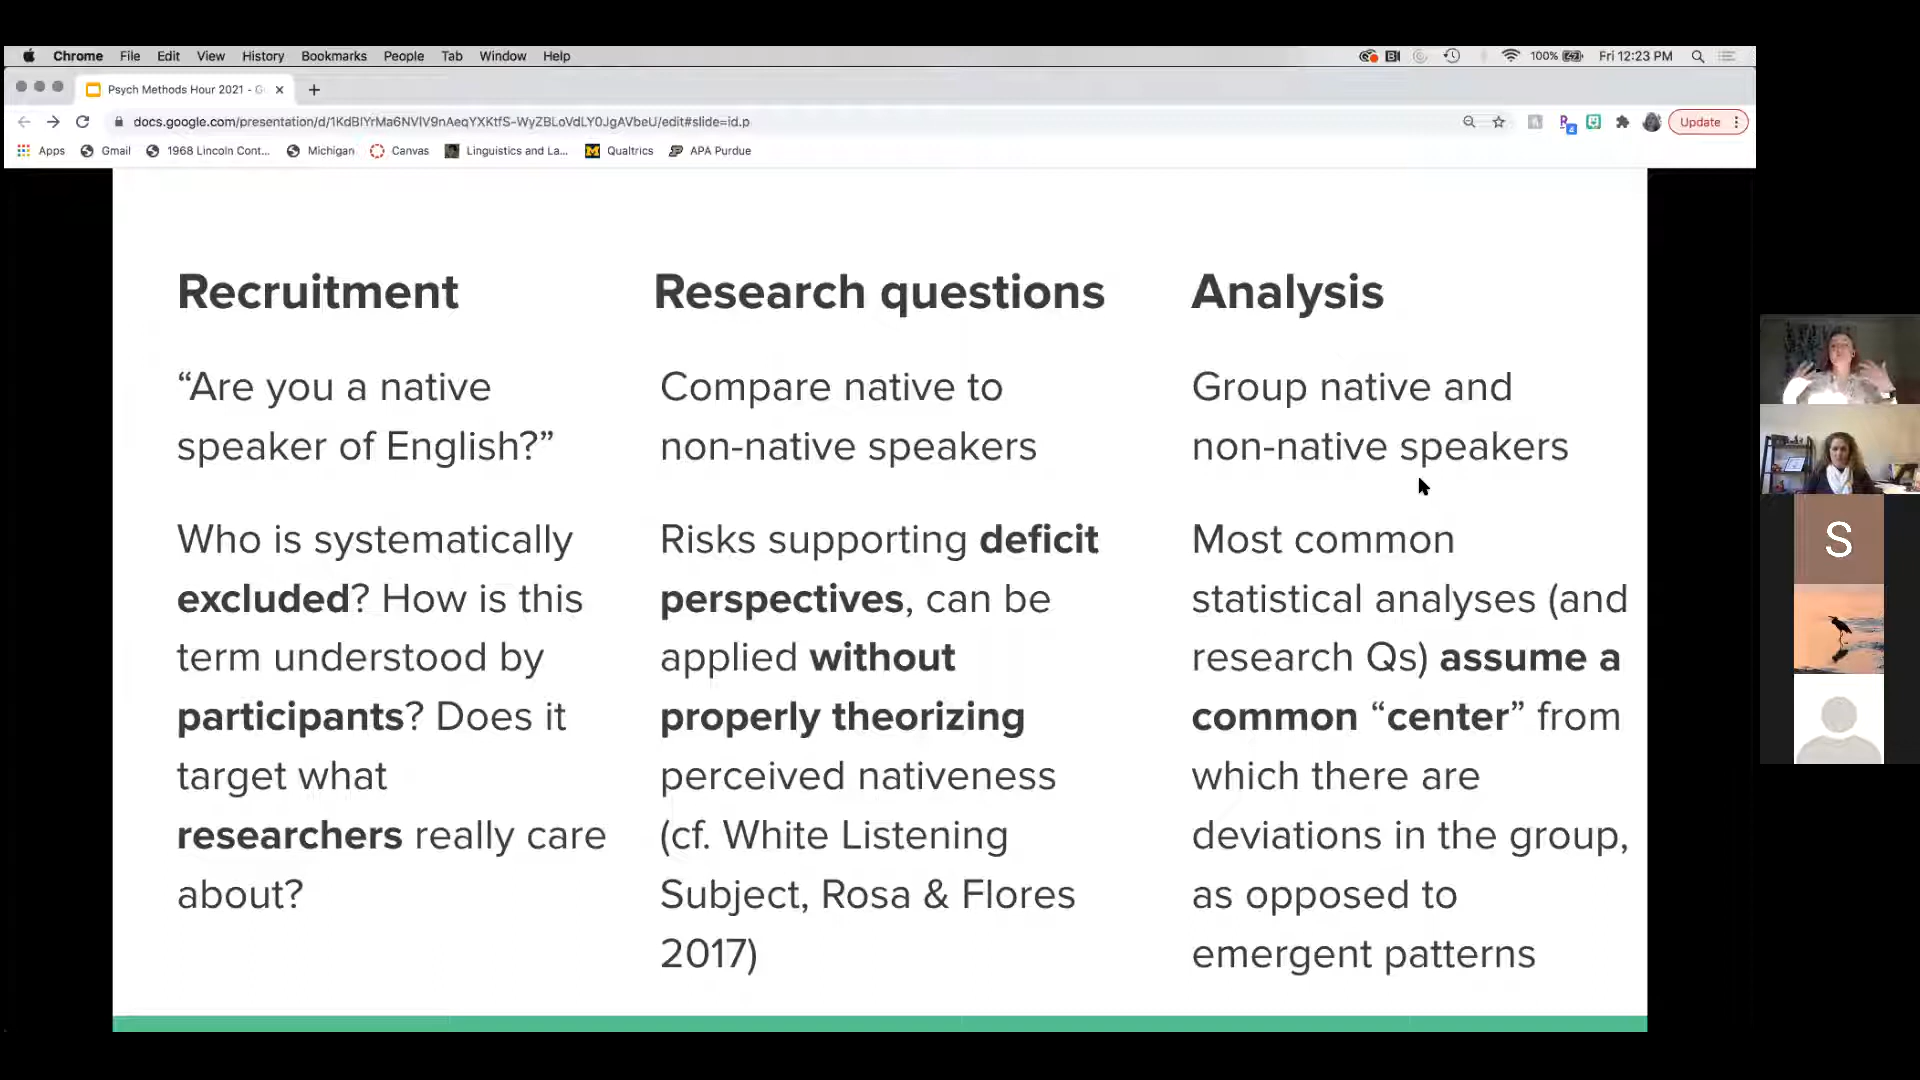 Chrome File Edit View History Bookmarks People Tab Window Help 100% Fri 12:23 PM
Psych Methods Hour 2021 - G
docs.google.com/presentation/d/1KdBIYrMa6NVlV9nAeqYXKtfS-WyZBLoVdLY0JgAVbeU/edit#slide=id.p Update
Apps Gmail 1968 Lincoln Cont... Michigan Canvas Linguistics and La... Qualtrics APA Purdue
Recruitment
“Are you a native
speaker of English?”
Who is systematically
excluded? How is this
term understood by
participants? Does it
target what
researchers really care
about?
Research questions
Compare native to
non-native speakers
Risks supporting deficit
perspectives, can be
applied without
properly theorizing
perceived nativeness
(cf. White Listening
Subject, Rosa & Flores
2017)
Analysis
Group native and
non-native speakers
Most common
statistical analyses (and
research Qs) assume a
common “center” from
which there are
deviations in the group,
as opposed to
emergent patterns
S